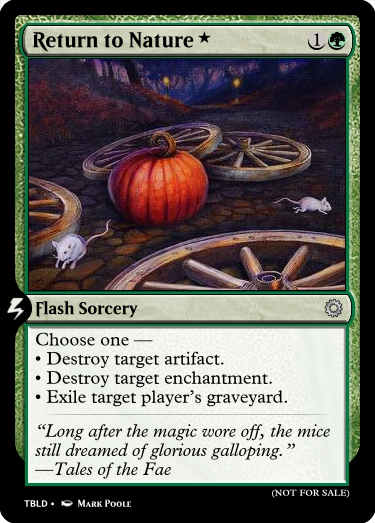 Return to Nature★ 1
Flash Sorcery
Choose one —
• Destroy target artifact.
• Destroy target enchantment.
• Exile target player's graveyard.
“Long after the magic wore off, the mice
still dreamed of glorious galloping.”
—Tales of the Fae
(NOT FOR SALE)
TBLD • Mark Poole